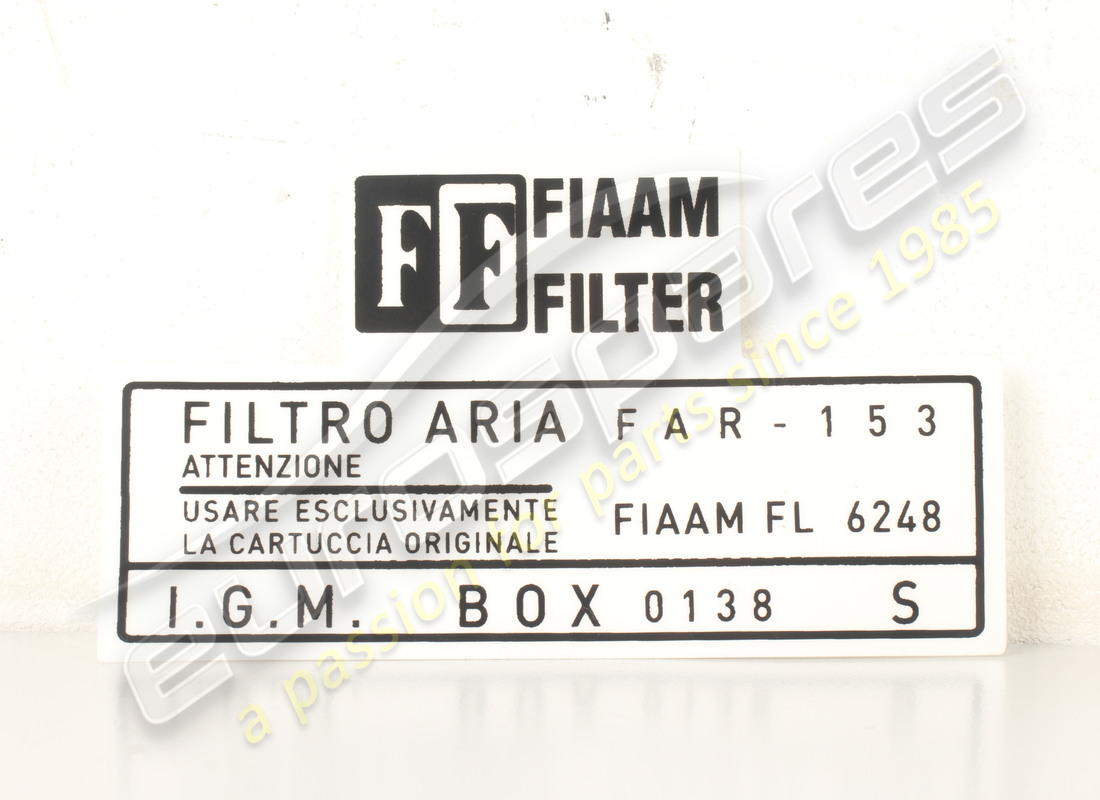 FF
FIAAM
FILTER
FILTRO ARIA FAR-153
ATTENZIONE
USARE ESCLUSIVAMENTE
LA CARTUCCIA ORIGINALE
FIAAM FL 6248
I.G.M. BOX 0138 S
eurospares
a passion for parts since 1985